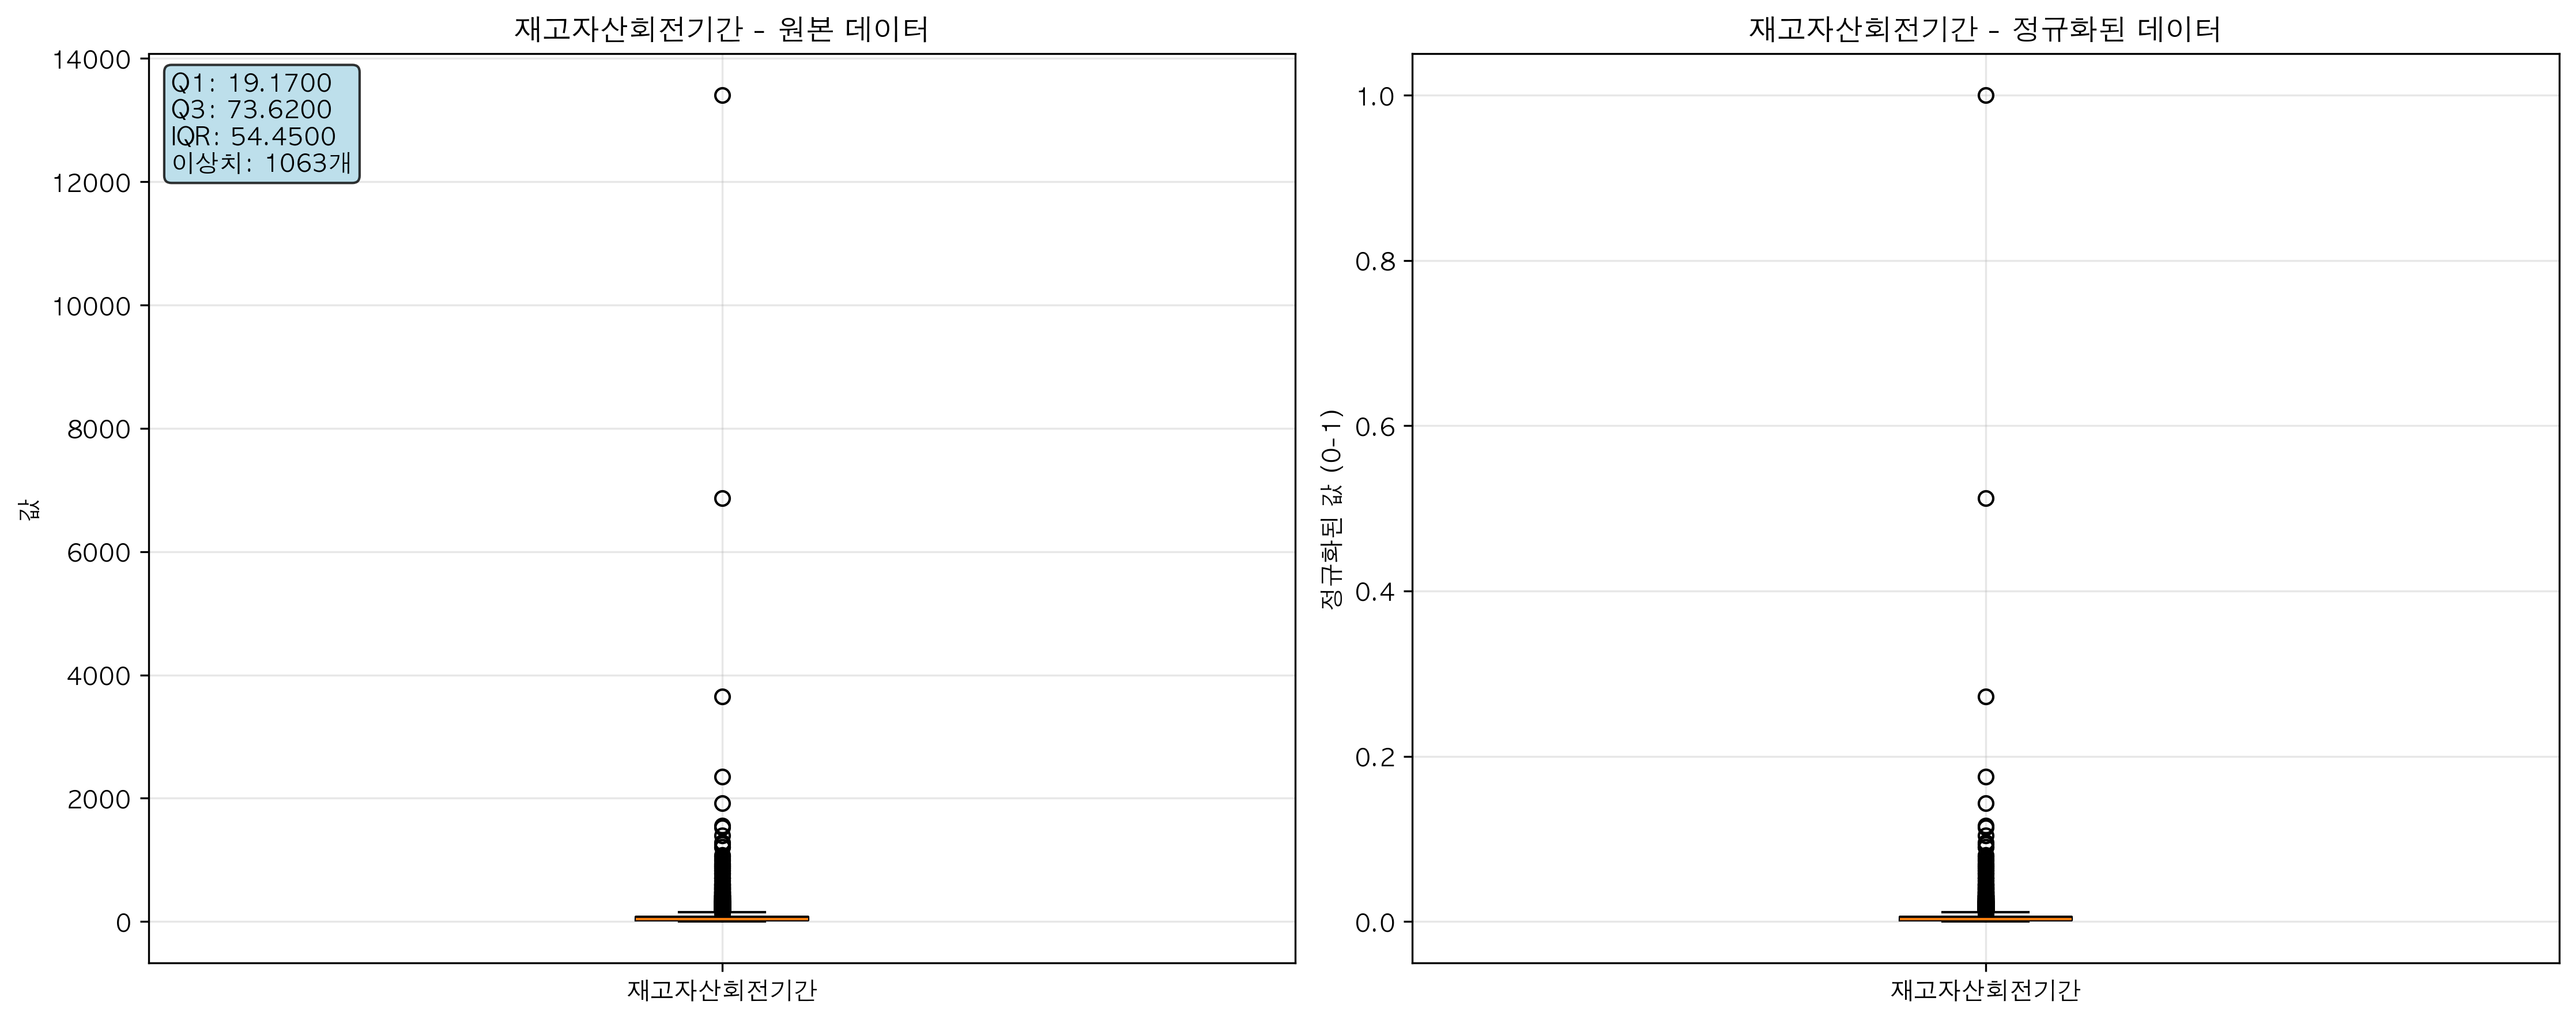 재고자산회전기간 - 원본 데이터
14000
12000
10000
8000
6000
4000
2000
0
값
Q1: 19.1700
Q3: 73.6200
IQR: 54.4500
이상치: 1063개
재고자산회전기간
재고자산회전기간 - 정규화된 데이터
1.0
0.8
0.6
0.4
0.2
0.0
정규화된 값 (0-1)
재고자산회전기간